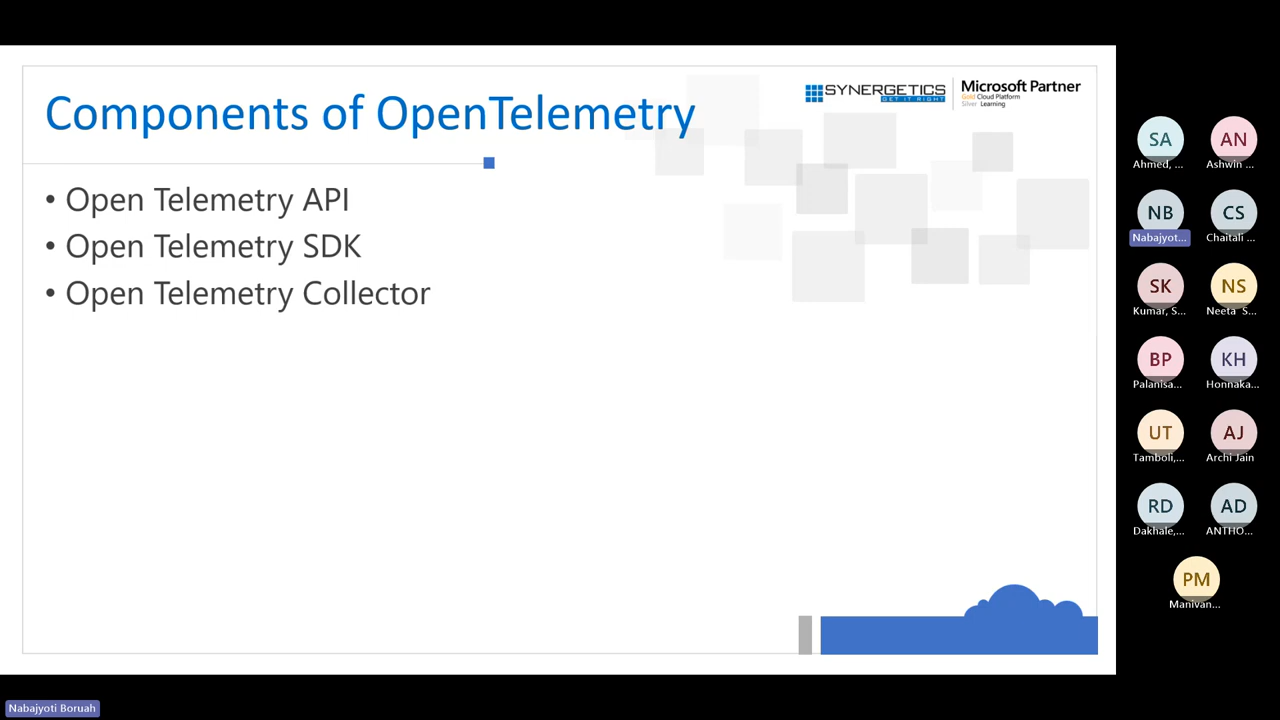 Components of OpenTelemetry
SYNERGETICS
GET IT RIGHT
Microsoft Partner
Gold Cloud Platform
Silver Learning
• Open Telemetry API
• Open Telemetry SDK
• Open Telemetry Collector
SA
AN
Ahmed, ...
Ashwin ...
NB
CS
Nabajyot...
Chaitali ...
SK
NS
Kumar, S...
Neeta S...
BP
KH
Palanisa...
Honnaka...
UT
AJ
Tamboli,...
Archi Jain
RD
AD
Dakhale,...
ANTHO...
PM
Manivan...
Nabajyoti Boruah